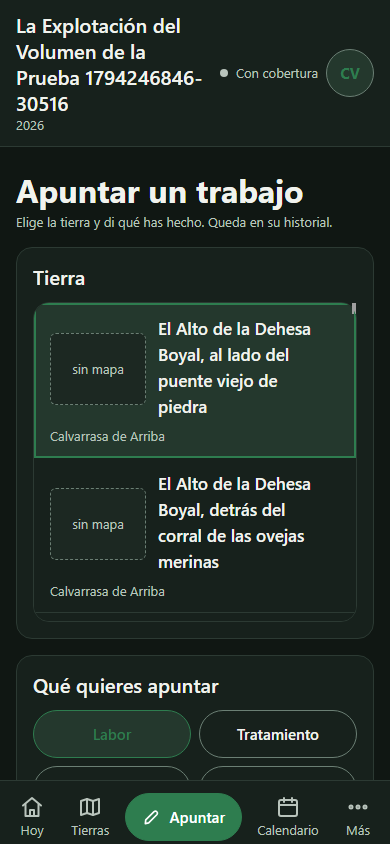 La Explotación del
Volumen de la
Prueba 1794246846-
30516
2026
Con cobertura
CV
Apuntar un trabajo
Elige la tierra y di qué has hecho. Queda en su historial.
Tierra
sin mapa
El Alto de la Dehesa
Boyal, al lado del
puente viejo de
piedra
Calvarrasa de Arriba
sin mapa
El Alto de la Dehesa
Boyal, detrás del
corral de las ovejas
merinas
Calvarrasa de Arriba
Qué quieres apuntar
Labor
Tratamiento
Hoy
Tierras
Apuntar
Calendario
Más